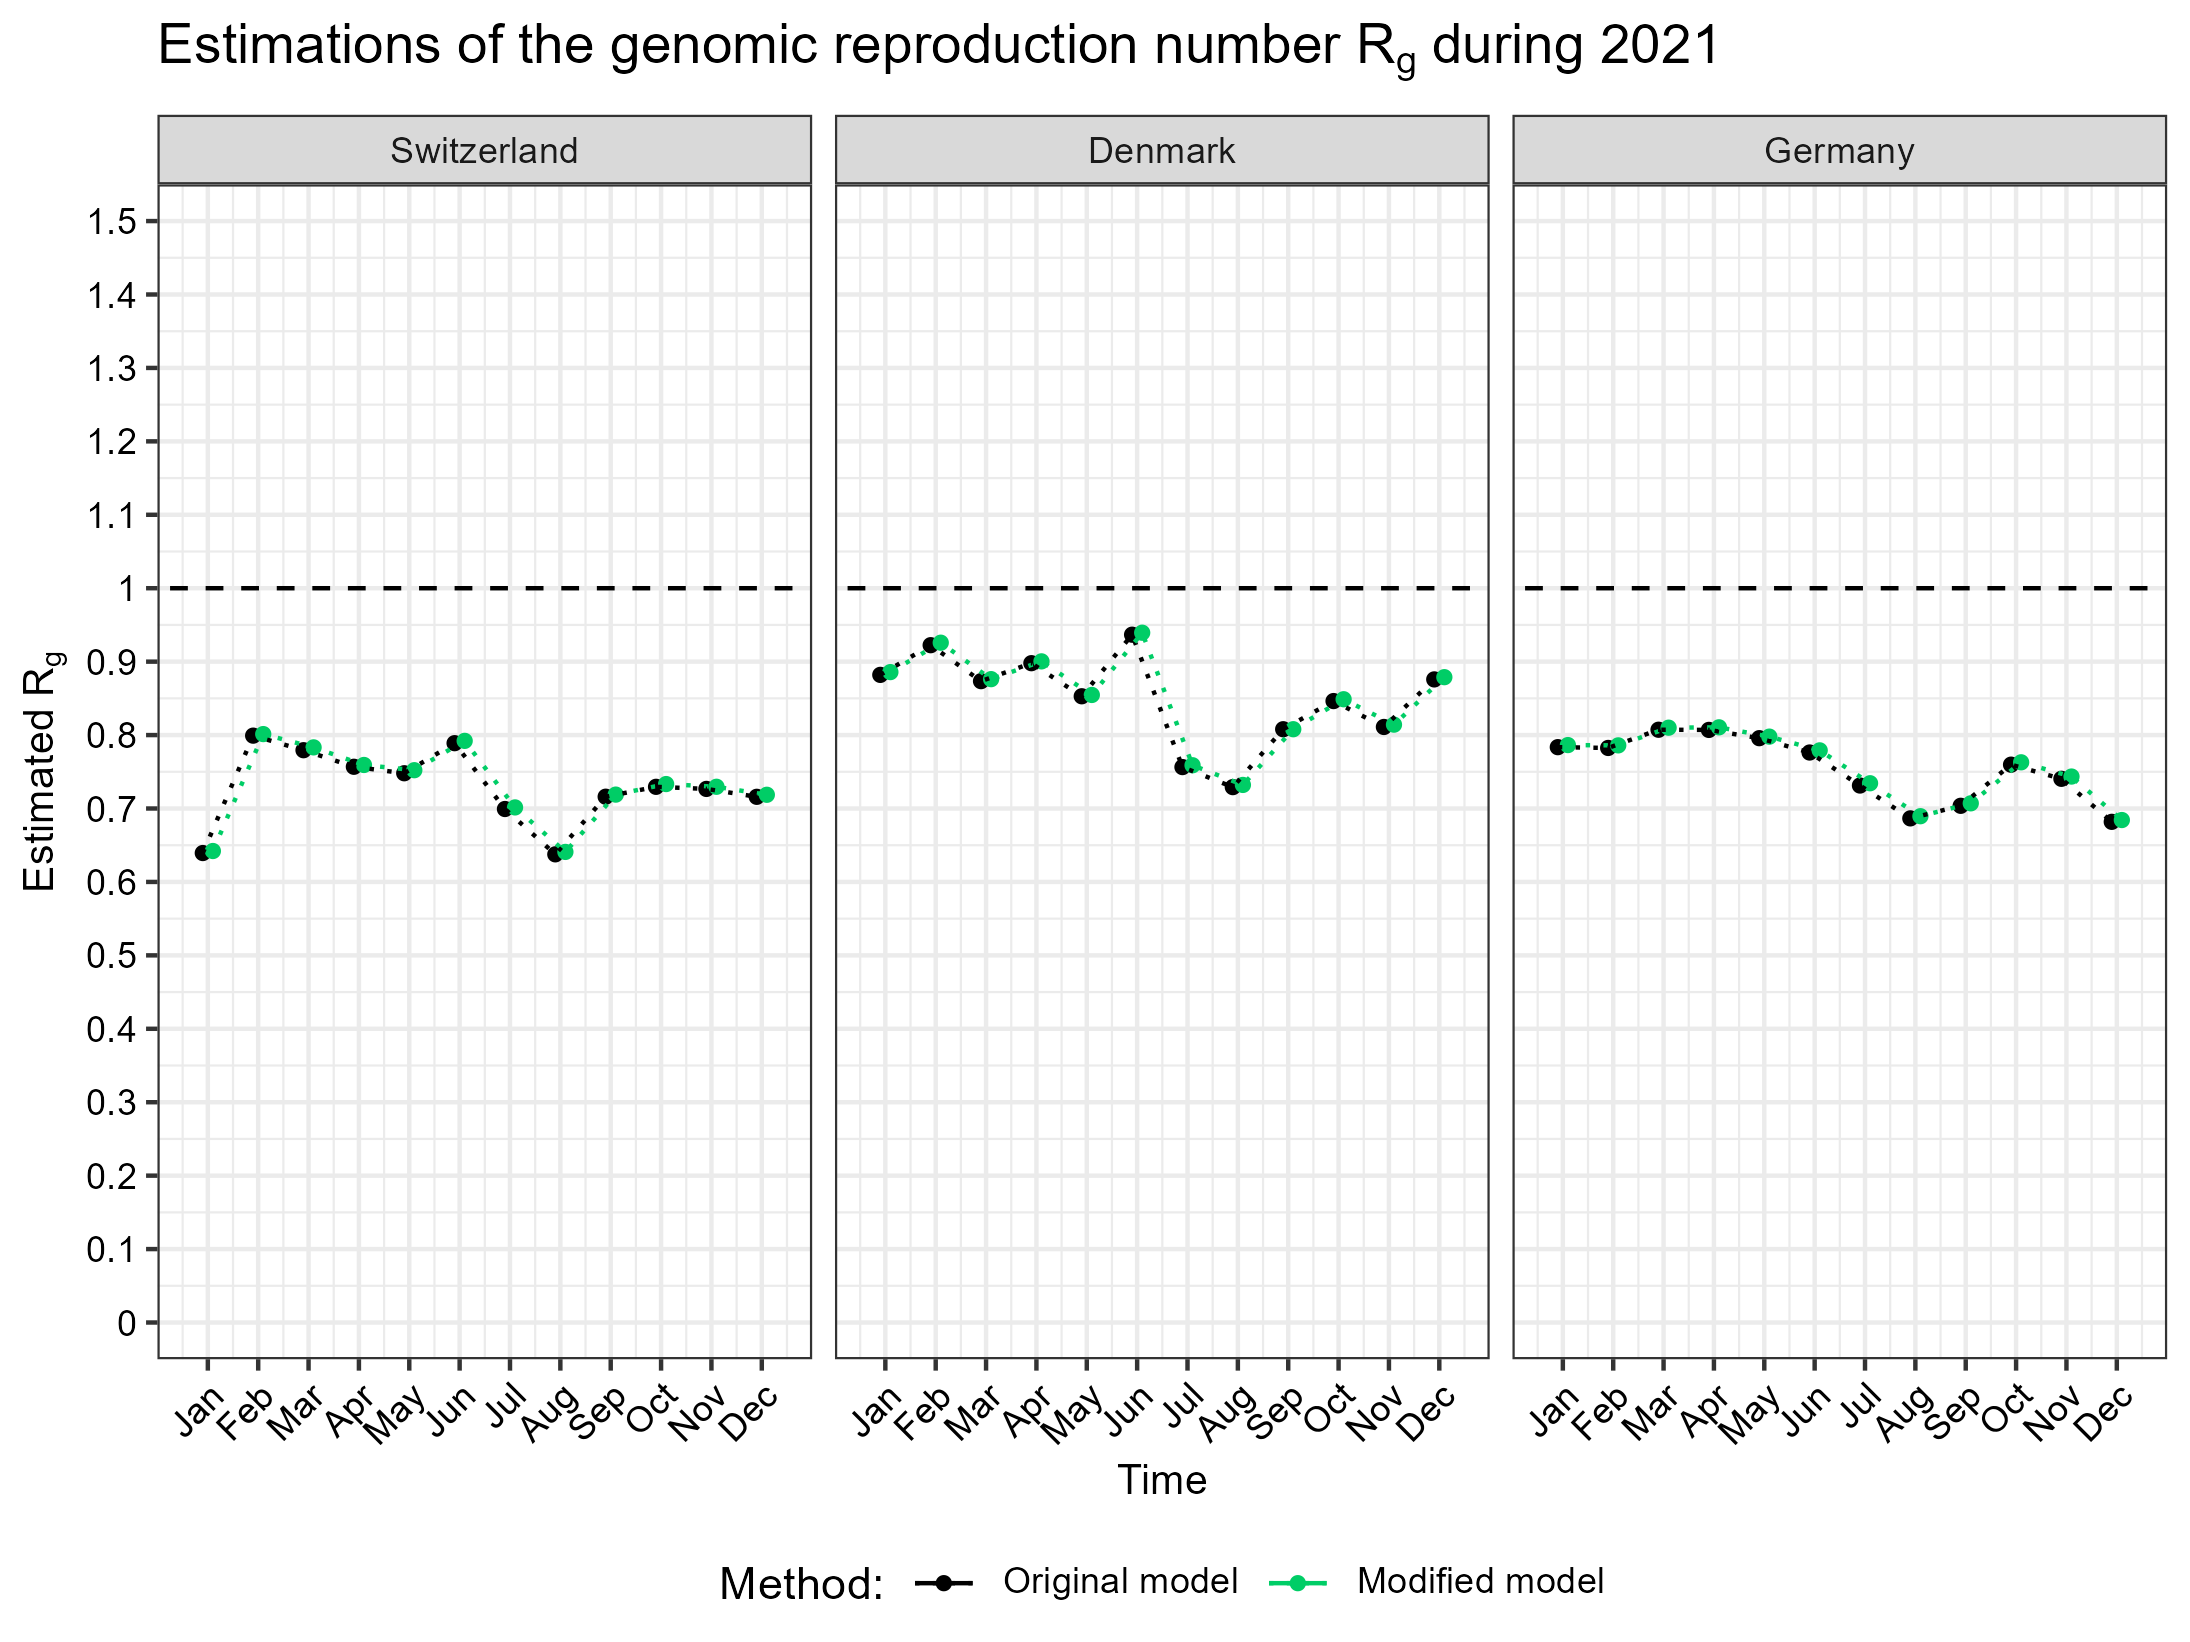 Estimations of the genomic reproduction number Rg during 2021
Switzerland Denmark Germany
1.5
1.4
1.3
1.2
1.1
1
0.9
0.8
0.7
0.6
0.5
0.4
0.3
0.2
0.1
0
Estimated Rg
Jan Feb Mar Apr May Jun Jul Aug Sep Oct Nov Dec Jan Feb Mar Apr May Jun Jul Aug Sep Oct Nov Dec Jan Feb Mar Apr May Jun Jul Aug Sep Oct Nov Dec
Time
Method: Original model Modified model